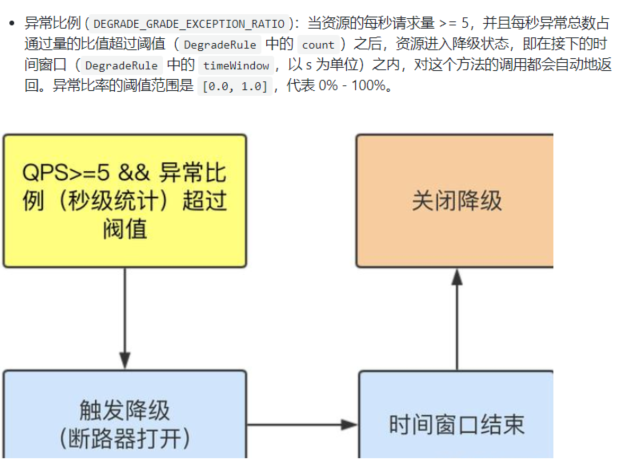 • 异常比例 ( DEGRADE_GRADE_EXCEPTION_RATIO )：当资源的每秒请求量 >= 5，并且每秒异常总数占
通过量的比值超过阈值（ DegradeRule 中的 count ）之后，资源进入降级状态，即在接下的时
间窗口（ DegradeRule 中的 timeWindow ，以 s 为单位）之内，对这个方法的调用都会自动地返
回。异常比率的阈值范围是 [0.0, 1.0] ，代表 0% - 100%。
QPS>=5 && 异常比
例（秒级统计）超过
阀值
关闭降级
触发降级
（断路器打开）
时间窗口结束